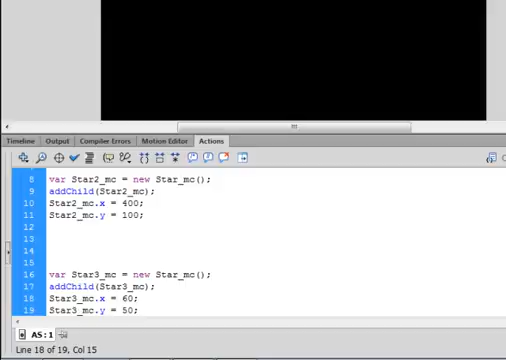 Timeline Output Compiler Errors Motion Editor Actions
8 var Star2_mc = new Star_mc();
9 addChild(Star2_mc);
10 Star2_mc.x = 400;
11 Star2_mc.y = 100;
12
13
14
15
16 var Star3_mc = new Star_mc();
17 addChild(Star3_mc);
18 Star3_mc.x = 60;
19 Star3_mc.y = 50;
AS:1
Line 18 of 19, Col 15